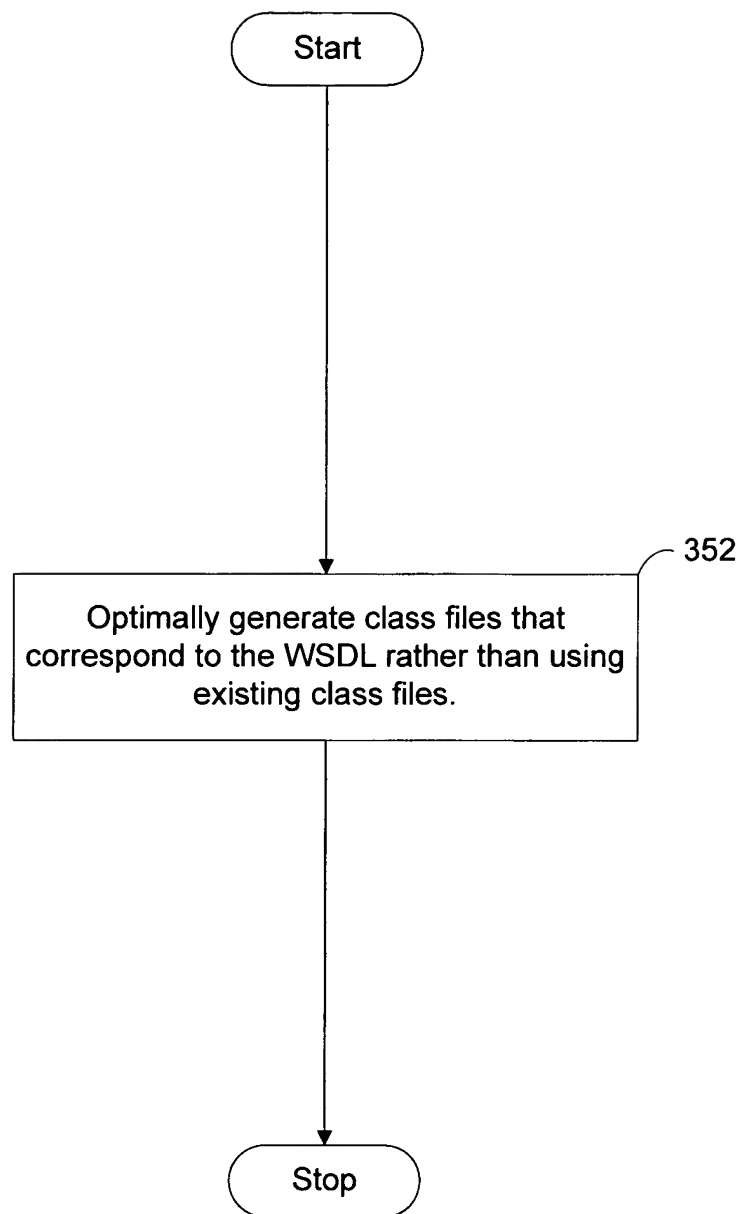 Start
352
Optimally generate class files that
correspond to the WSDL rather than using
existing class files.
Stop